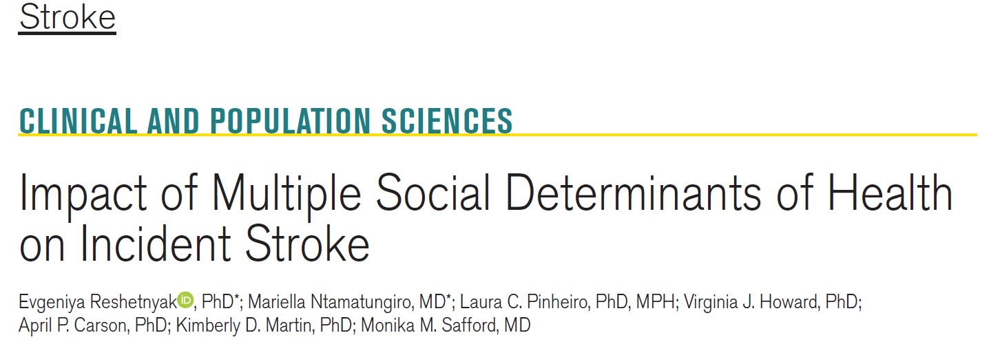 Stroke
CLINICAL AND POPULATION SCIENCES
Impact of Multiple Social Determinants of Health
on Incident Stroke
Evgeniya Reshetnyak iD, PhD*; Mariella Ntamatungiro, MD*; Laura C. Pinheiro, PhD, MPH; Virginia J. Howard, PhD;
April P. Carson, PhD; Kimberly D. Martin, PhD; Monika M. Safford, MD